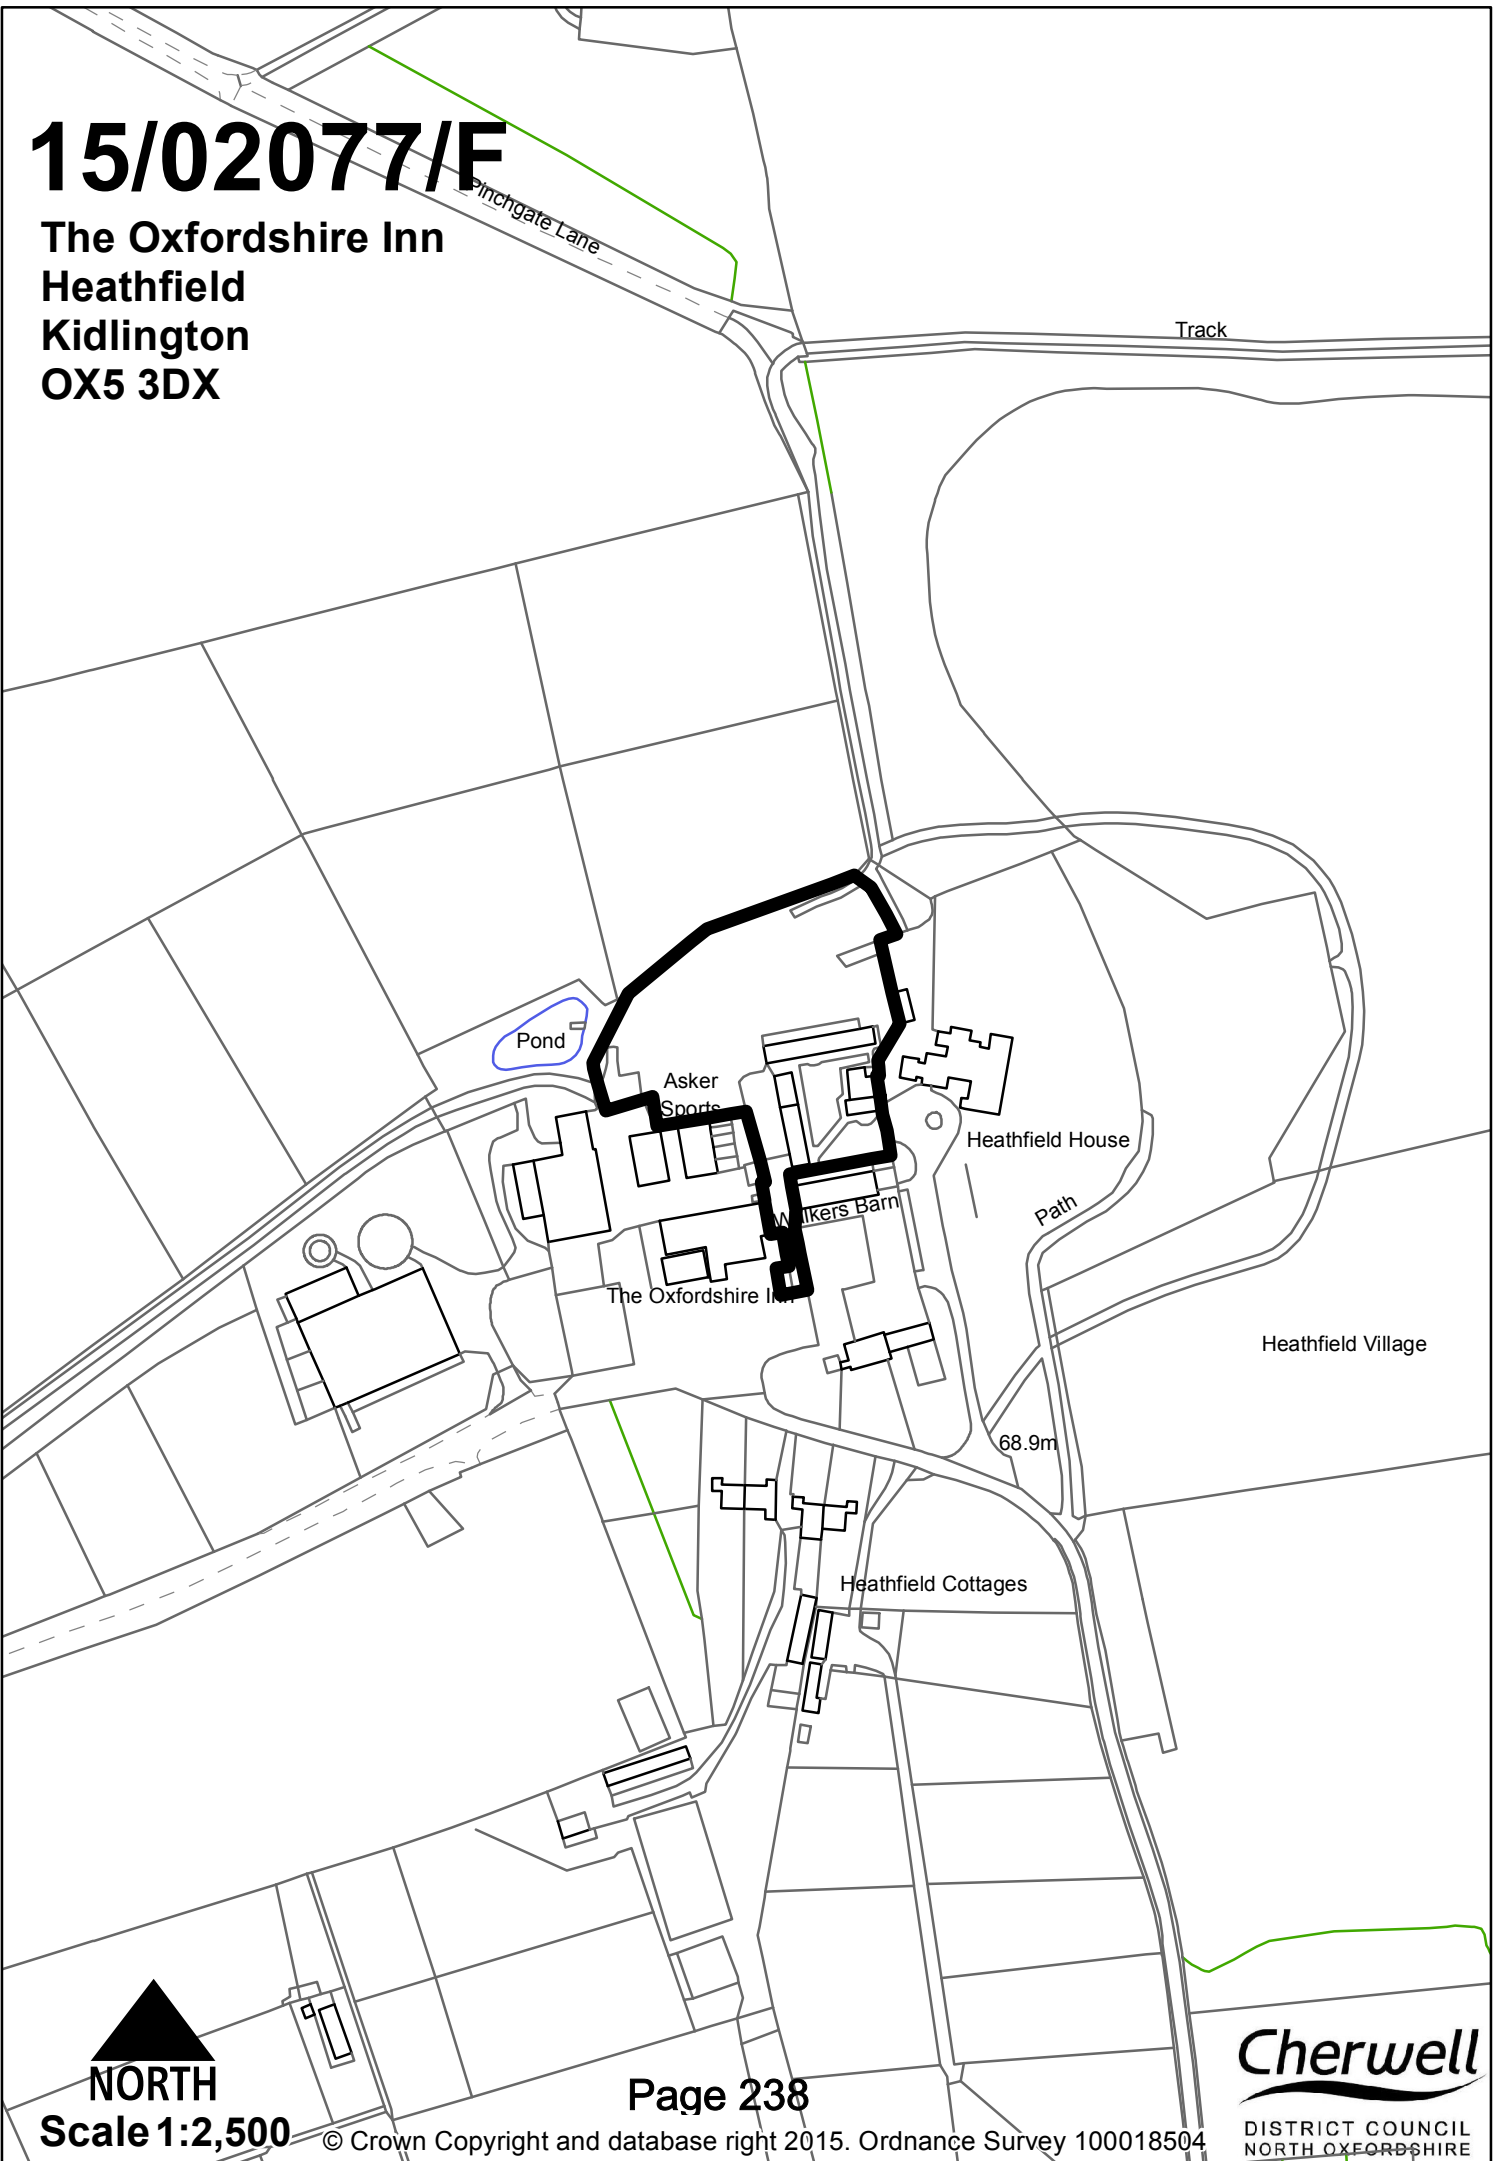 15/02077/F
The Oxfordshire Inn
Heathfield
Kidlington
OX5 3DX
Pinchgate Lane
Track
Pond
Asker
Sports
Heathfield House
Walkers Barn
Path
The Oxfordshire Inn
Heathfield Village
68.9m
Heathfield Cottages
NORTH
Scale 1:2,500
Page 238
© Crown Copyright and database right 2015. Ordnance Survey 100018504
Cherwell
DISTRICT COUNCIL
NORTH OXFORDSHIRE